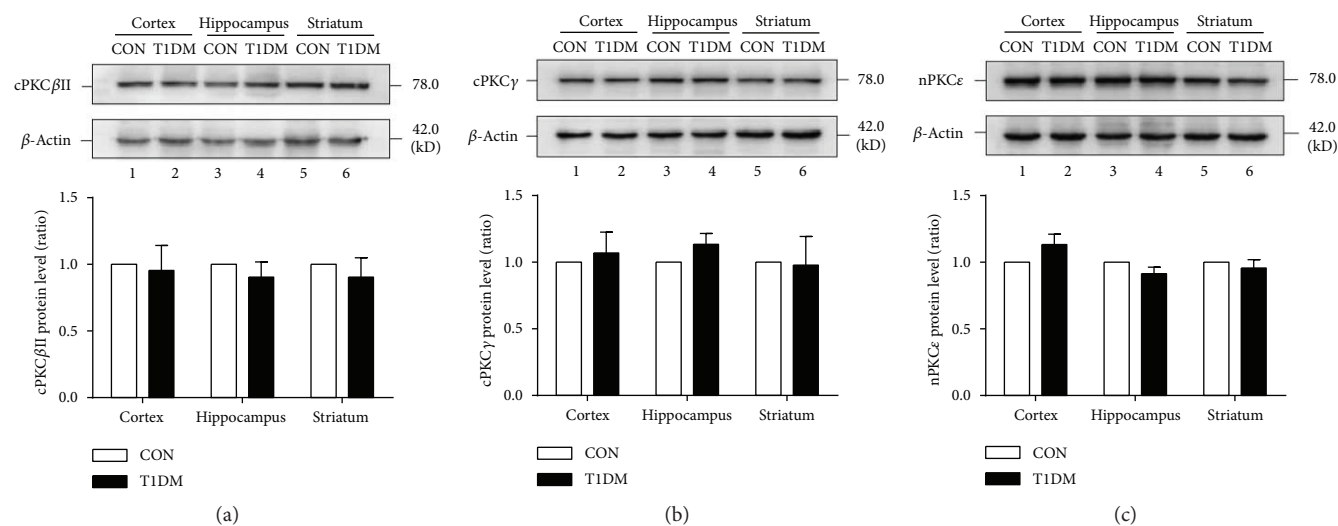 Cortex Hippocampus Striatum
CON T1DM CON T1DM CON T1DM
cPKCβII 78.0
β-Actin 42.0
(kD)
1 2 3 4 5 6
1.5
1.0
0.5
0.0
cPKCβII protein level (ratio)
Cortex Hippocampus Striatum
CON
T1DM
(a)
Cortex Hippocampus Striatum
CON T1DM CON T1DM CON T1DM
cPKCγ 78.0
β-Actin 42.0
(kD)
1 2 3 4 5 6
1.5
1.0
0.5
0.0
cPKCγ protein level (ratio)
Cortex Hippocampus Striatum
CON
T1DM
(b)
Cortex Hippocampus Striatum
CON T1DM CON T1DM CON T1DM
nPKCε 78.0
β-Actin 42.0
(kD)
1 2 3 4 5 6
1.5
1.0
0.5
0.0
nPKCε protein level (ratio)
Cortex Hippocampus Striatum
CON
T1DM
(c)